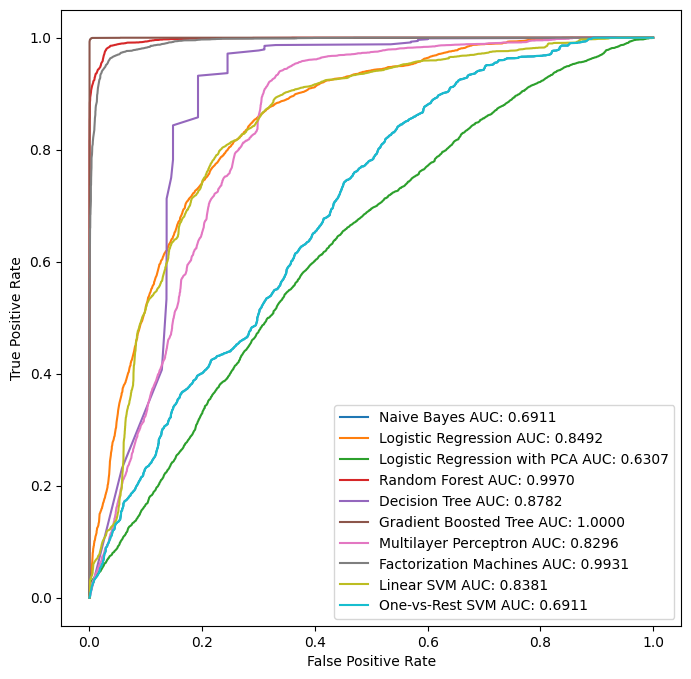 1.0
0.8
0.6
0.4
0.2
0.0
True Positive Rate
Naive Bayes AUC: 0.6911
Logistic Regression AUC: 0.8492
Logistic Regression with PCA AUC: 0.6307
Random Forest AUC: 0.9970
Decision Tree AUC: 0.8782
Gradient Boosted Tree AUC: 1.0000
Multilayer Perceptron AUC: 0.8296
Factorization Machines AUC: 0.9931
Linear SVM AUC: 0.8381
One-vs-Rest SVM AUC: 0.6911
0.0 0.2 0.4 0.6 0.8 1.0
False Positive Rate